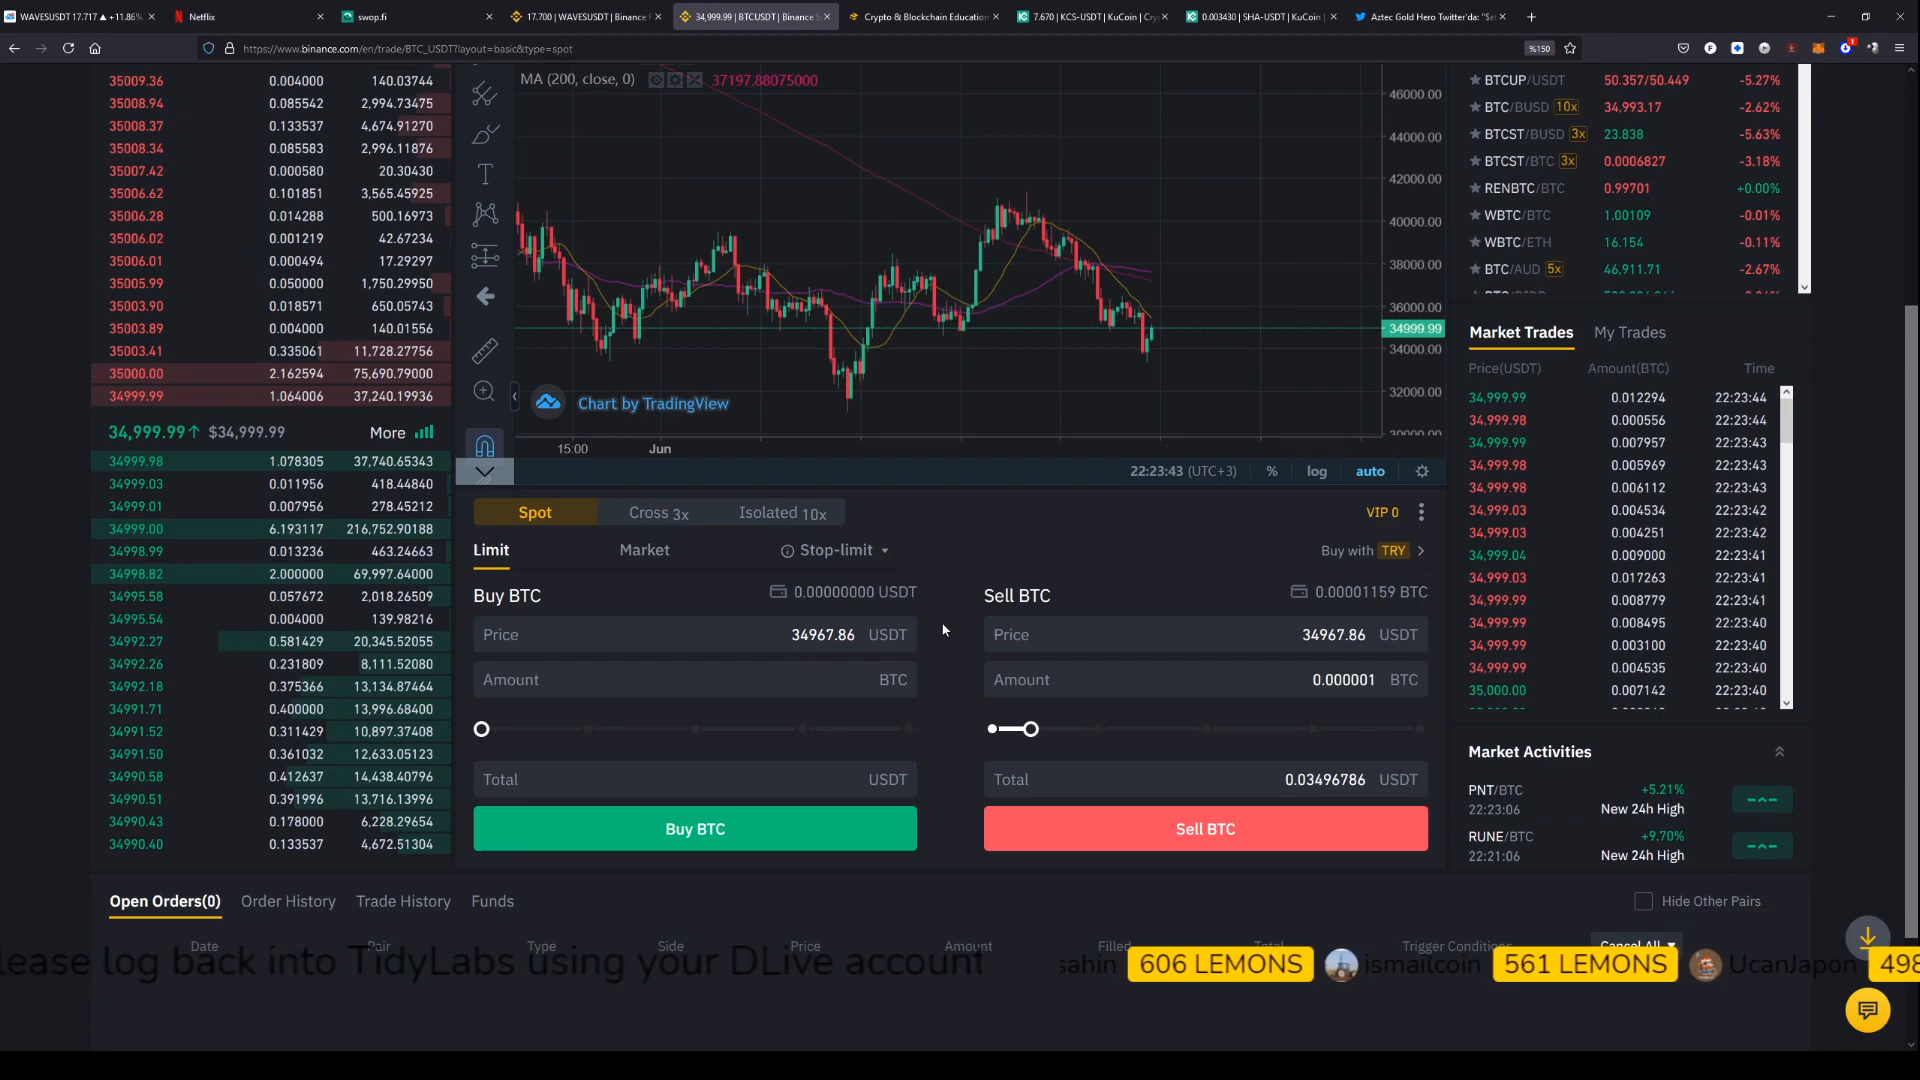 WAVESUSDT 17.717 ▲ +11.86%
Netflix
swop.fi
17.700 | WAVESUSDT | Binance
34,999.99 | BTCUSDT | Binance S
Crypto & Blockchain Education
7.670 | KCS-USDT | KuCoin | Cry
0.003430 | SHA-USDT | KuCoin |
Aztec Gold Hero Twitter'da: "$
https://www.binance.com/en/trade/BTC_USDT?layout=basic&type=spot
%150
1
35009.36 0.004000 140.03744
35008.94 0.085542 2,994.73475
35008.37 0.133537 4,674.91270
35008.34 0.085583 2,996.11876
35007.42 0.000580 20.30430
35006.62 0.101851 3,565.45925
35006.28 0.014288 500.16973
35006.02 0.001219 42.67234
35006.01 0.000494 17.29297
35005.99 0.050000 1,750.29950
35003.90 0.018571 650.05743
35003.89 0.004000 140.01556
35003.41 0.335061 11,728.27756
35000.00 2.162594 75,690.79000
34999.99 1.064006 37,240.19936
34,999.99↑ $34,999.99 More
34999.98 1.078305 37,740.65343
34999.03 0.011956 418.44840
34999.01 0.007956 278.45212
34999.00 6.193117 216,752.90188
34998.99 0.013236 463.24663
34998.82 2.000000 69,997.64000
34995.58 0.057672 2,018.26509
34995.54 0.004000 139.98216
34992.27 0.581429 20,345.52055
34992.26 0.231809 8,111.52080
34992.18 0.375366 13,134.87464
34991.71 0.400000 13,996.68400
34991.52 0.311429 10,897.37408
34991.50 0.361032 12,633.05123
34990.58 0.412637 14,438.40796
34990.51 0.391996 13,716.13996
34990.43 0.178000 6,228.29654
34990.40 0.133537 4,672.51304
MA (200, close, 0) 37197.88075000
46000.00
44000.00
42000.00
40000.00
38000.00
36000.00
34999.99
34000.00
32000.00
30000.00
Chart by TradingView
15:00 Jun
22:23:43 (UTC+3) % log auto
Spot Cross 3x Isolated 10x VIP 0
Limit Market Stop-limit Buy with TRY
Buy BTC 0.00000000 USDT
Price 34967.86 USDT
Amount BTC
Total USDT
Buy BTC
Sell BTC 0.00001159 BTC
Price 34967.86 USDT
Amount 0.000001 BTC
Total 0.03496786 USDT
Sell BTC
BTCUP/USDT 50.357/50.449 -5.27%
BTC/BUSD 10x 34,993.17 -2.62%
BTCST/BUSD 3x 23.838 -5.63%
BTCST/BTC 3x 0.0006827 -3.18%
RENBTC/BTC 0.99701 +0.00%
WBTC/BTC 1.00109 -0.01%
WBTC/ETH 16.154 -0.11%
BTC/AUD 5x 46,911.71 -2.67%
Market Trades My Trades
Price(USDT) Amount(BTC) Time
34,999.99 0.012294 22:23:44
34,999.98 0.000556 22:23:44
34,999.99 0.007957 22:23:43
34,999.98 0.005969 22:23:43
34,999.98 0.006112 22:23:43
34,999.03 0.004534 22:23:42
34,999.03 0.004251 22:23:42
34,999.04 0.009000 22:23:41
34,999.03 0.017263 22:23:41
34,999.99 0.008779 22:23:41
34,999.99 0.008495 22:23:40
34,999.99 0.003100 22:23:40
34,999.99 0.004535 22:23:40
35,000.00 0.007142 22:23:40
Market Activities
PNT/BTC +5.21%
22:23:06 New 24h High
RUNE/BTC +9.70%
22:21:06 New 24h High
Open Orders(0) Order History Trade History Funds Hide Other Pairs
Date Pair Type Side Price Amount Filled Total Trigger Conditions Cancel All
lease log back into TidyLabs using your DLive account
sahin 606 LEMONS ismailcoin 561 LEMONS UcanJapon 498